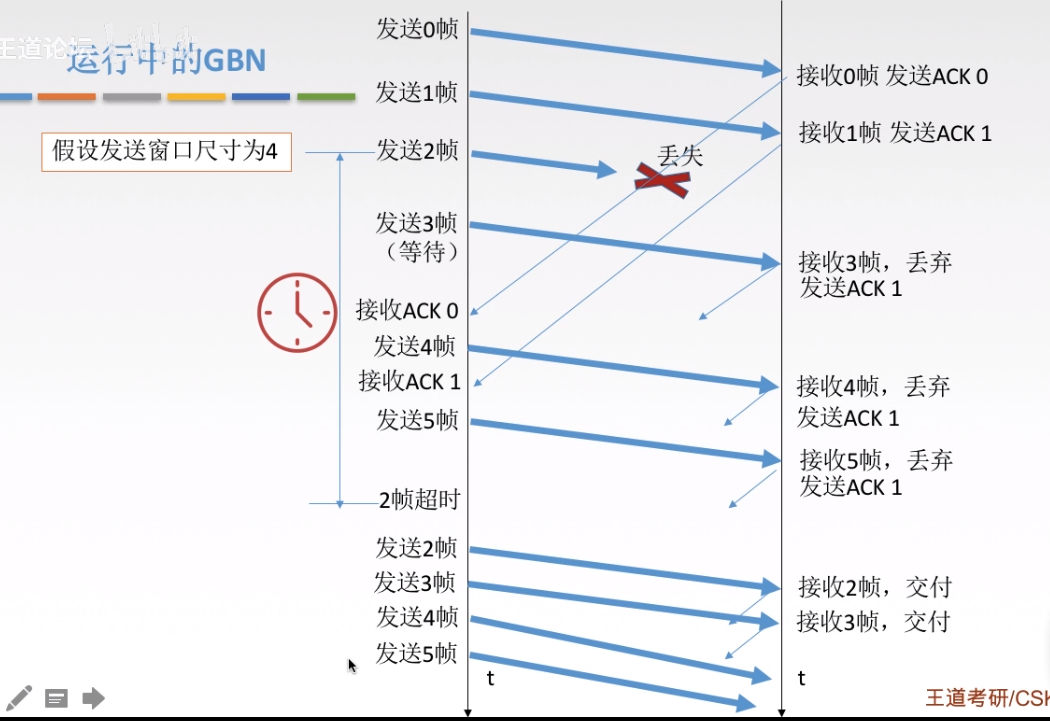 王道论坛
运行中的GBN
假设发送窗口尺寸为4
发送0帧
发送1帧
发送2帧
发送3帧
（等待）
接收ACK 0
发送4帧
接收ACK 1
发送5帧
2帧超时
发送2帧
发送3帧
发送4帧
发送5帧
丢失
接收0帧 发送ACK 0
接收1帧 发送ACK 1
接收3帧，丢弃
发送ACK 1
接收4帧，丢弃
发送ACK 1
接收5帧，丢弃
发送ACK 1
接收2帧，交付
接收3帧，交付
t
t
王道考研/CSK